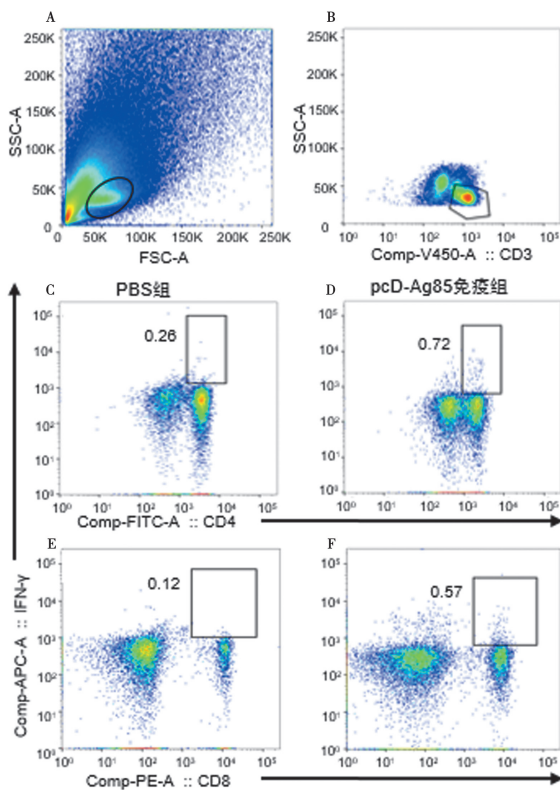 A
B
250K
200K
150K
100K
50K
0
SSC-A
0
50K
100K
150K
200K
250K
FSC-A
250K
200K
150K
100K
50K
0
SSC-A
10⁰
10¹
10²
10³
10⁴
10⁵
Comp-V450-A :: CD3
C
PBS组
D
pcD-Ag85免疫组
10⁵
10⁴
10³
10²
10¹
10⁰
0.26
10⁰
10¹
10²
10³
10⁴
10⁵
Comp-FITC-A :: CD4
10⁵
10⁴
10³
10²
10¹
10⁰
0.72
10⁰
10¹
10²
10³
10⁴
10⁵
E
F
Comp-APC-A :: IFN-γ
10⁵
10⁴
10³
10²
10¹
10⁰
0.12
10⁰
10¹
10²
10³
10⁴
10⁵
Comp-PE-A :: CD8
10⁵
10⁴
10³
10²
10¹
10⁰
0.57
10⁰
10¹
10²
10³
10⁴
10⁵